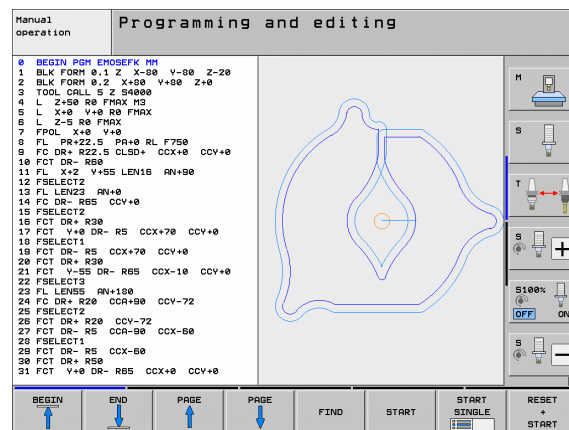 Manual
operation
Programming and editing
0 BEGIN PGM EMOSEFK MM
1 BLK FORM 0.1 Z X-80 Y-80 Z-20
2 BLK FORM 0.2 X+80 Y+80 Z+0
3 TOOL CALL 5 Z S4000
4 L Z+50 R0 FMAX M3
5 L X+0 Y+0 R0 FMAX
6 L Z-5 R0 FMAX
7 FPOL X+0 Y+0
8 FL PR+22.5 PA+0 RL F750
9 FC DR+ R22.5 CLSD+ CCX+0 CCY+0
10 FCT DR- R60
11 FL X+2 Y+55 LEN16 AN+90
12 FSELECT2
13 FL LEN23 AN+0
14 FC DR- R65 CCY+0
15 FSELECT2
16 FCT DR+ R30
17 FCT Y+0 DR- R5 CCX+70 CCY+0
18 FSELECT1
19 FCT DR- R5 CCX+70 CCY+0
20 FCT DR+ R30
21 FCT Y-55 DR- R65 CCX-10 CCY+0
22 FSELECT3
23 FL LEN55 AN+180
24 FC DR+ R20 CCA+90 CCY-72
25 FSELECT2
26 FCT DR+ R20 CCY-72
27 FCT DR- R5 CCA-90 CCX-60
28 FSELECT1
29 FCT DR- R5 CCX-60
30 FCT DR+ R50
31 FCT Y+0 DR- R65 CCX+0 CCY+0
M
S
T
S
+
S100%
OFF ON
S
−
BEGIN END PAGE PAGE FIND START START SINGLE RESET + START